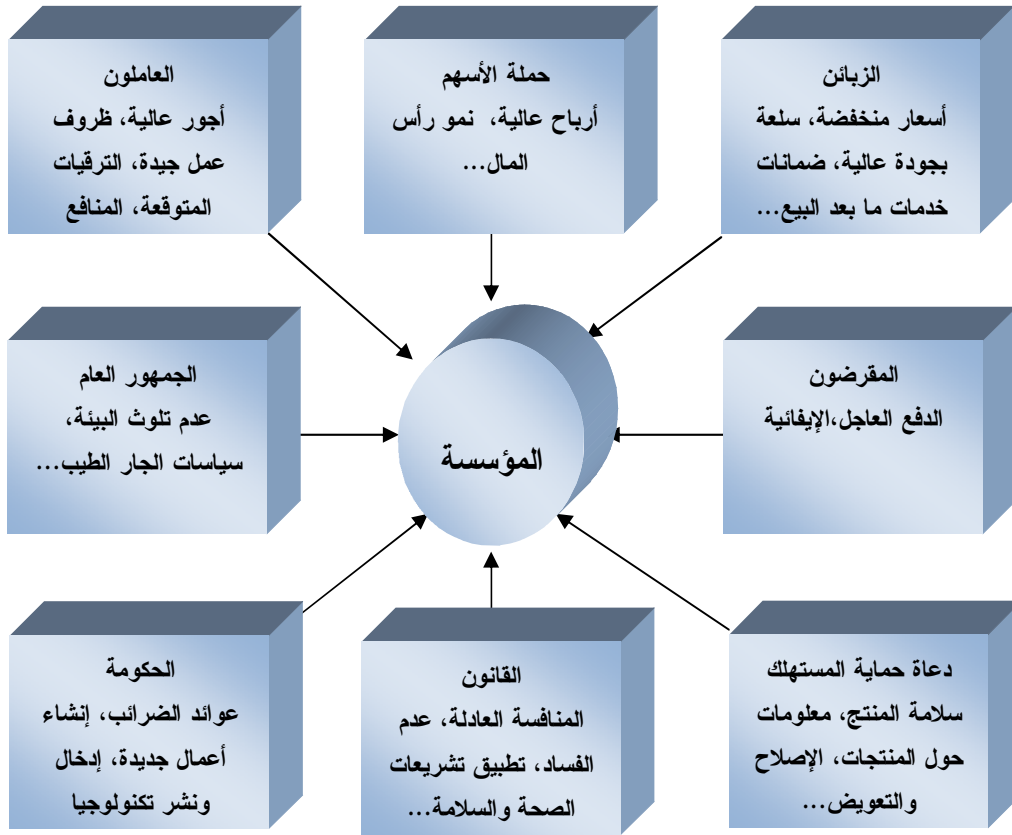 الزبائن
أسعار منخفضة، سلعة
بجودة عالية، ضمانات
خدمات ما بعد البيع...
حملة الأسهم
أرباح عالية، نمو رأس
المال...
العاملون
أجور عالية، ظروف
عمل جيدة، الترقيات
المتوقعة، المنافع
المقرضون
الدفع العاجل،الإيفائية
المؤسسة
الجمهور العام
عدم تلوث البيئة،
سياسات الجار الطيب...
دعاة حماية المستهلك
سلامة المنتج، معلومات
حول المنتجات، الإصلاح
والتعويض...
القانون
المنافسة العادلة، عدم
الفساد، تطبيق تشريعات
الصحة والسلامة...
الحكومة
عوائد الضرائب، إنشاء
أعمال جديدة، إدخال
ونشر تكنولوجيا